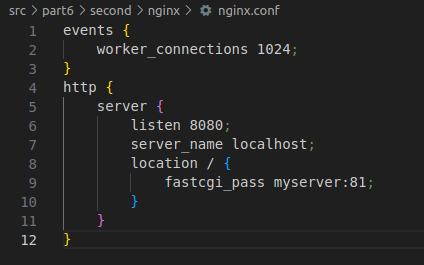 src > part6 > second > nginx > nginx.conf
1 events {
2 worker_connections 1024;
3 }
4 http {
5 server {
6 listen 8080;
7 server_name localhost;
8 location / {
9 fastcgi_pass myserver:81;
10 }
11 }
12 }